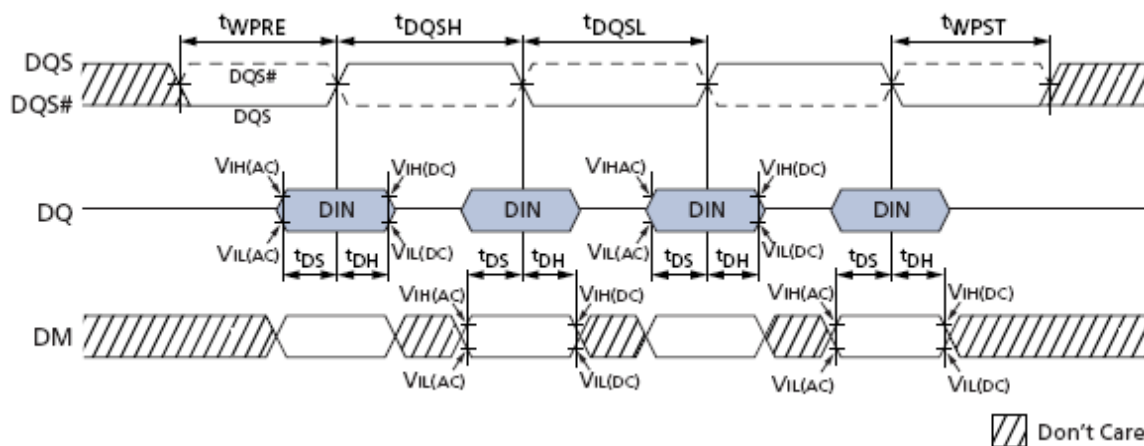 tWPRE tDQSH tDQSL tWPST
DQS
DQS#
DQS#
DQS
VIH(AC) VIH(DC) VIHAC) VIH(DC)
DQ DIN DIN DIN DIN
VIL(AC) VIL(DC) VIL(AC) VIL(DC)
tDS tDH tDS tDH tDS tDH tDS tDH
VIH(AC) VIH(DC) VIH(AC) VIH(DC)
DM
VIL(AC) VIL(DC) VIL(AC) VIL(DC)
Don't Care